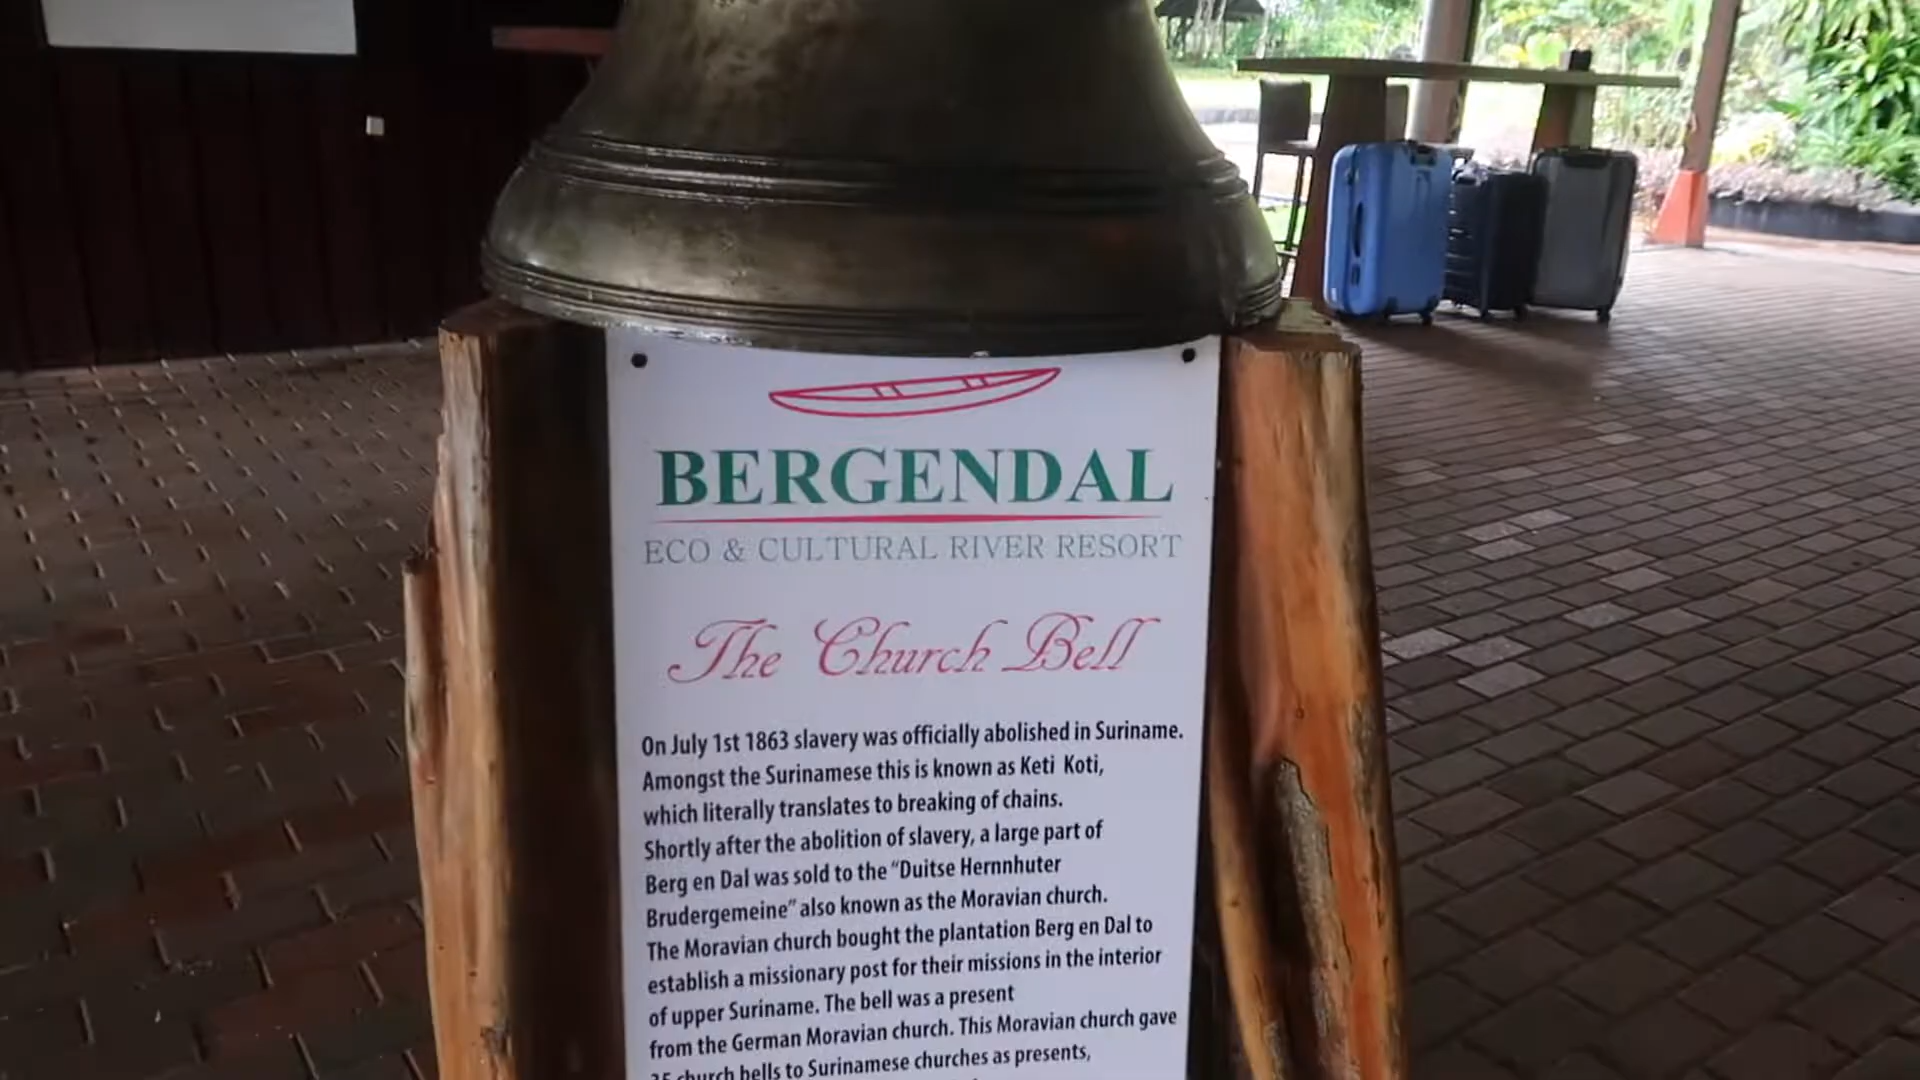 BERGENDAL
ECO & CULTURAL RIVER RESORT
The Church Bell
On July 1st 1863 slavery was officially abolished in Suriname.
Amongst the Surinamese this is known as Keti Koti,
which literally translates to breaking of chains.
Shortly after the abolition of slavery, a large part of
Berg en Dal was sold to the “Duitse Hernnhuter
Brudergemeine” also known as the Moravian church.
The Moravian church bought the plantation Berg en Dal to
establish a missionary post for their missions in the interior
of upper Suriname. The bell was a present
from the German Moravian church. This Moravian church gave
church bells to Surinamese churches as presents,